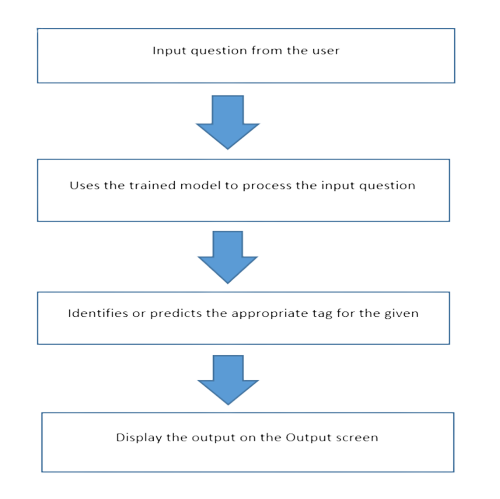 Input question from the user
Uses the trained model to process the input question
Identifies or predicts the appropriate tag for the given
Display the output on the Output screen